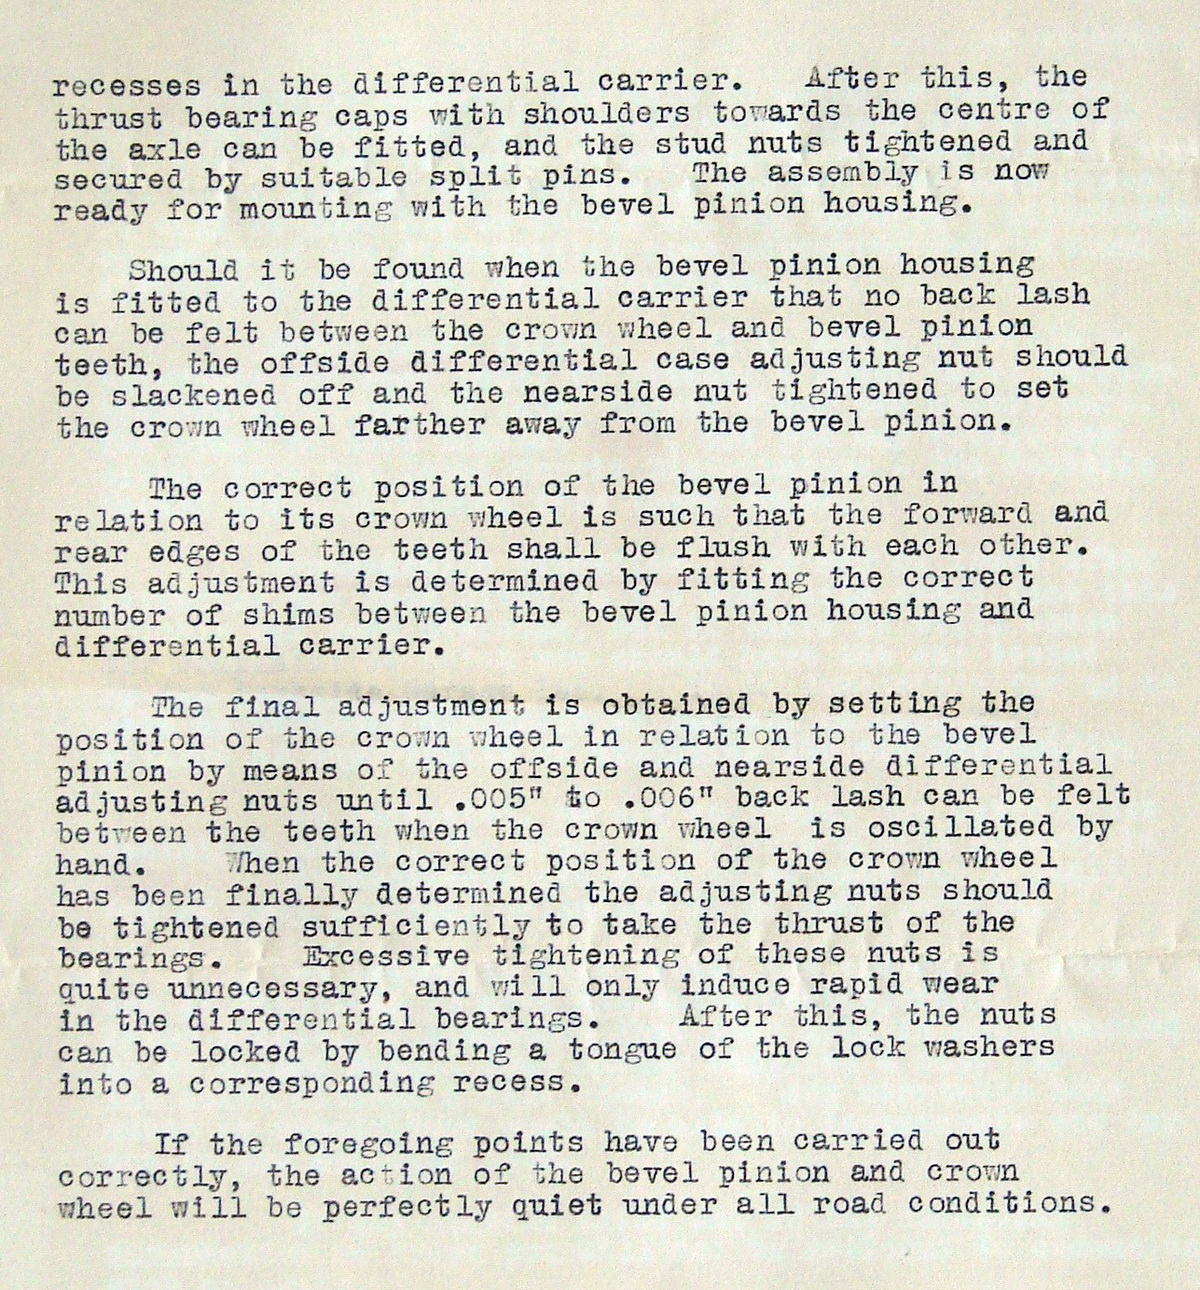 recesses in the differential carrier.   After this, the
thrust bearing caps with shoulders towards the centre of
the axle can be fitted, and the stud nuts tightened and
secured by suitable split pins.   The assembly is now
ready for mounting with the bevel pinion housing.
Should it be found when the bevel pinion housing
is fitted to the differential carrier that no back lash
can be felt between the crown wheel and bevel pinion
teeth, the offside differential case adjusting nut should
be slackened off and the nearside nut tightened to set
the crown wheel farther away from the bevel pinion.
The correct position of the bevel pinion in
relation to its crown wheel is such that the forward and
rear edges of the teeth shall be flush with each other.
This adjustment is determined by fitting the correct
number of shims between the bevel pinion housing and
differential carrier.
The final adjustment is obtained by setting the
position of the crown wheel in relation to the bevel
pinion by means of the offside and nearside differential
adjusting nuts until .005" to .006" back lash can be felt
between the teeth when the crown wheel  is oscillated by
hand.    When the correct position of the crown wheel
has been finally determined the adjusting nuts should
be tightened sufficiently to take the thrust of the
bearings.    Excessive tightening of these nuts is
quite unnecessary, and will only induce rapid wear
in the differential bearings.    After this, the nuts
can be locked by bending a tongue of the lock washers
into a corresponding recess.
If the foregoing points have been carried out
correctly, the action of the bevel pinion and crown
wheel will be perfectly quiet under all road conditions.